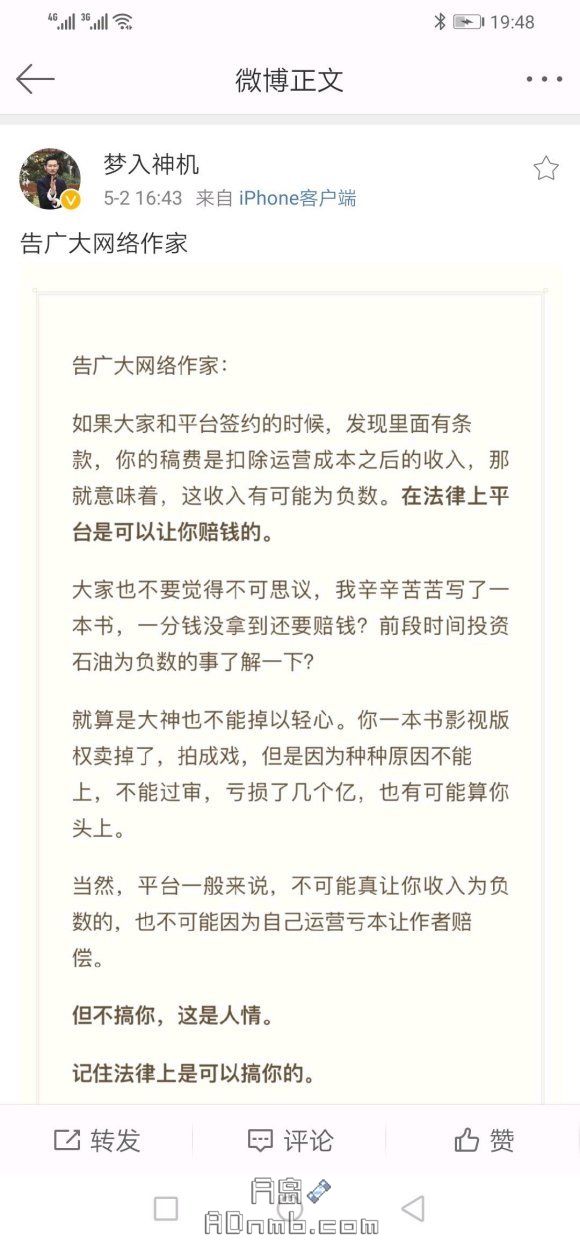 4G 3G 19:48
微博正文
梦入神机
5-2 16:43 来自 iPhone客户端
告广大网络作家
告广大网络作家：
如果大家和平台签约的时候，发现里面有条
款，你的稿费是扣除运营成本之后的收入，那
就意味着，这收入有可能为负数。在法律上平
台是可以让你赔钱的。
大家也不要觉得不可思议，我辛辛苦苦写了一
本书，一分钱没拿到还要赔钱？前段时间投资
石油为负数的事了解一下？
就算是大神也不能掉以轻心。你一本书影视版
权卖掉了，拍成戏，但是因为种种原因不能
上，不能过审，亏损了几个亿，也有可能算你
头上。
当然，平台一般来说，不可能真让你收入为负
数的，也不可能因为自己运营亏本让作者赔
偿。
但不搞你，这是人情。
记住法律上是可以搞你的。
转发 评论 赞
A岛
ADnmb.com